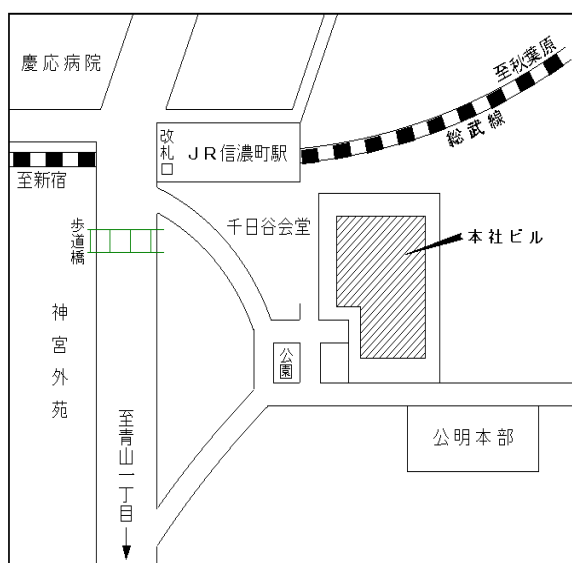 慶応病院
至秋葉原
総武線
改札口
JR信濃町駅
至新宿
歩道橋
千日谷会堂
本社ビル
神宮外苑
公園
至青山一丁目
公明本部